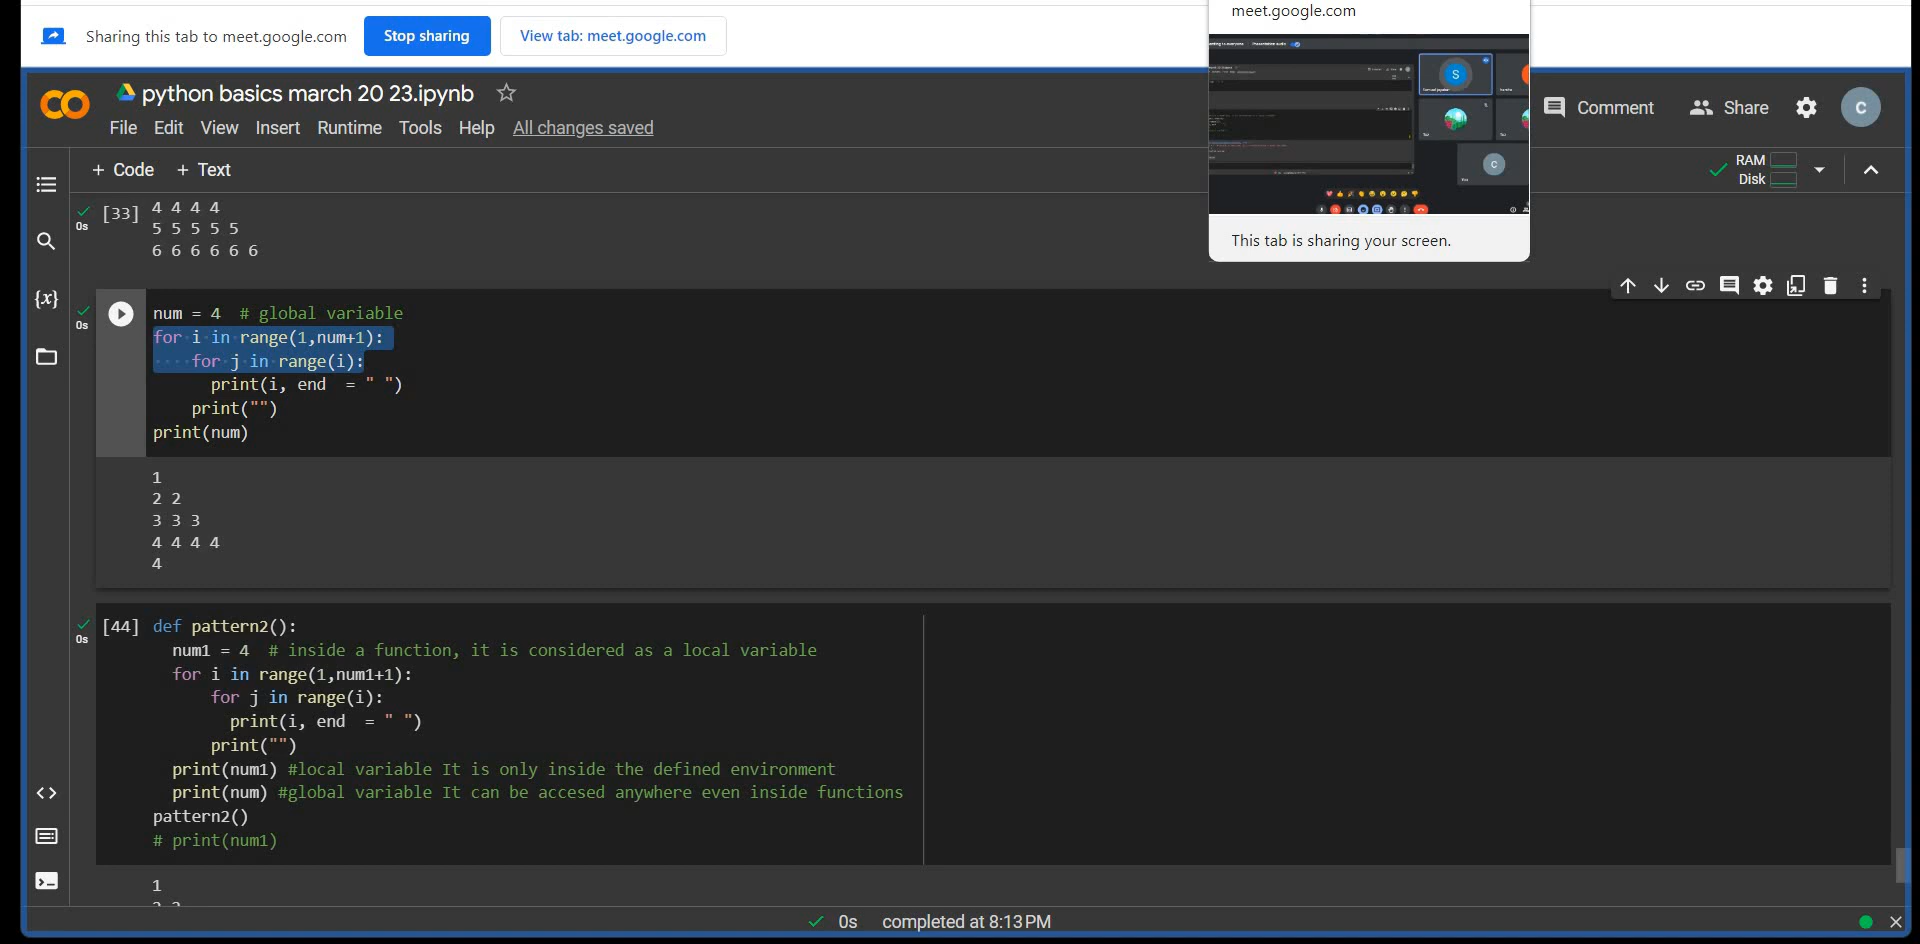 meet.google.com
Sharing this tab to meet.google.com
Stop sharing
View tab: meet.google.com
S
C
This tab is sharing your screen.
python basics march 20 23.ipynb
File Edit View Insert Runtime Tools Help All changes saved
Comment
Share
C
+ Code + Text
RAM
Disk
{x}
0s
[33]
4 4 4 4
5 5 5 5 5
6 6 6 6 6 6
0s
num = 4  # global variable
for i in range(1,num+1):
    for j in range(i):
      print(i, end  = " ")
    print("")
print(num)
1
2 2
3 3 3
4 4 4 4
4
0s
[44]
def pattern2():
  num1 = 4  # inside a function, it is considered as a local variable
  for i in range(1,num1+1):
      for j in range(i):
        print(i, end  = " ")
      print("")
  print(num1) #local variable It is only inside the defined environment
  print(num) #global variable It can be accesed anywhere even inside functions
pattern2()
# print(num1)
1
0s completed at 8:13 PM